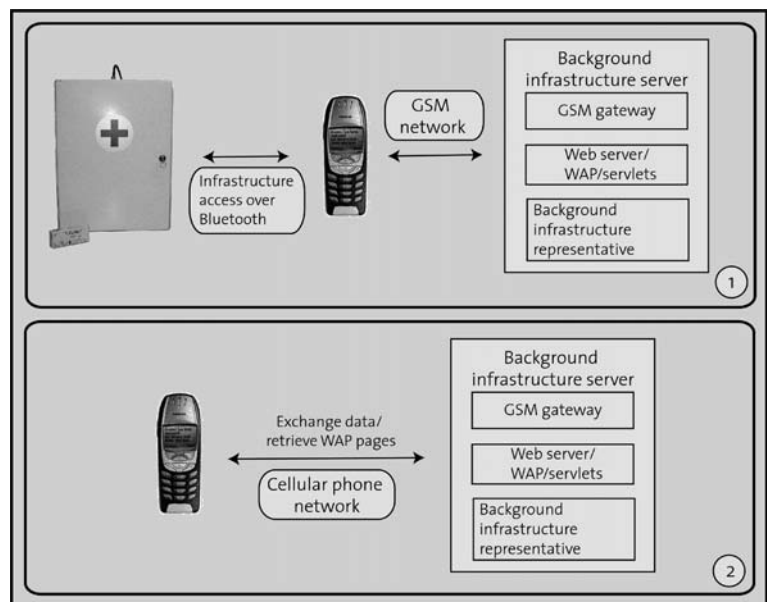 Background
infrastructure server
GSM gateway
Web server/
WAP/servlets
Background
infrastructure
representative
GSM
network
Infrastructure
access over
Bluetooth
1
Background
infrastructure server
GSM gateway
Web server/
WAP/servlets
Background
infrastructure
representative
Exchange data/
retrieve WAP pages
Cellular phone
network
2